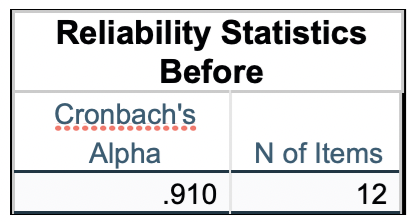 Reliability Statistics
Before
Cronbach's
Alpha N of Items
.910 12